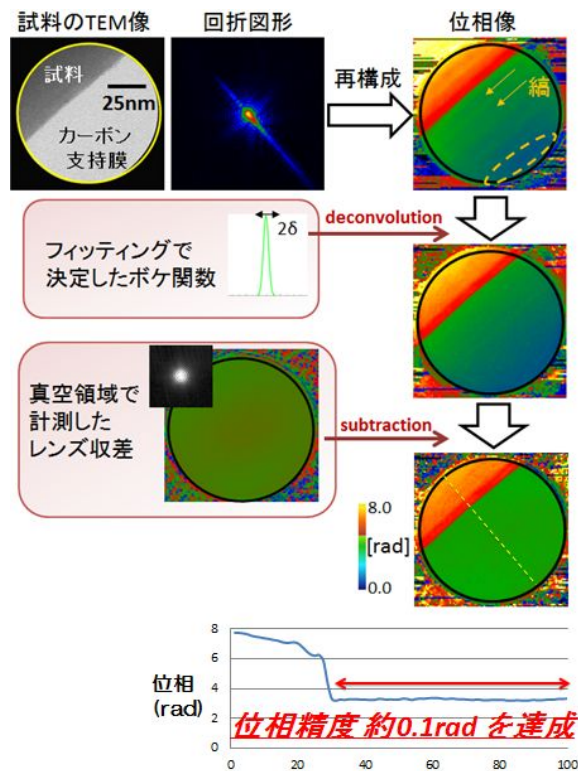 試料のTEM像
回折図形
位相像
試料
25nm
カーボン
支持膜
再構成
縞
フィッティングで
決定したボケ関数
2δ
deconvolution
真空領域で
計測した
レンズ収差
subtraction
8.0
[rad]
0.0
8
6
4
2
0
位相
(rad)
位相精度 約0.1rad を達成
0 20 40 60 80 100